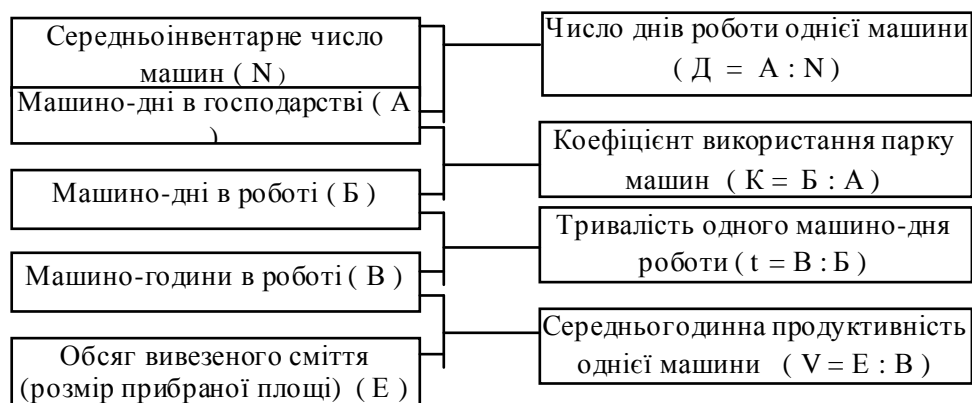 Середньоінвентарне число
машин ( N )
Машино-дні в господарстві ( А
)
Машино-дні в роботі ( Б )
Машино-години в роботі ( В )
Обсяг вивезеного сміття
(розмір прибраної площі) ( Е )
Число днів роботи однієї машини
( Д = А : N )
Коефіцієнт використання парку
машин ( К = Б : А )
Тривалість одного машино-дня
роботи ( t = В : Б )
Середньогодинна продуктивність
однієї машини ( V = Е : В )